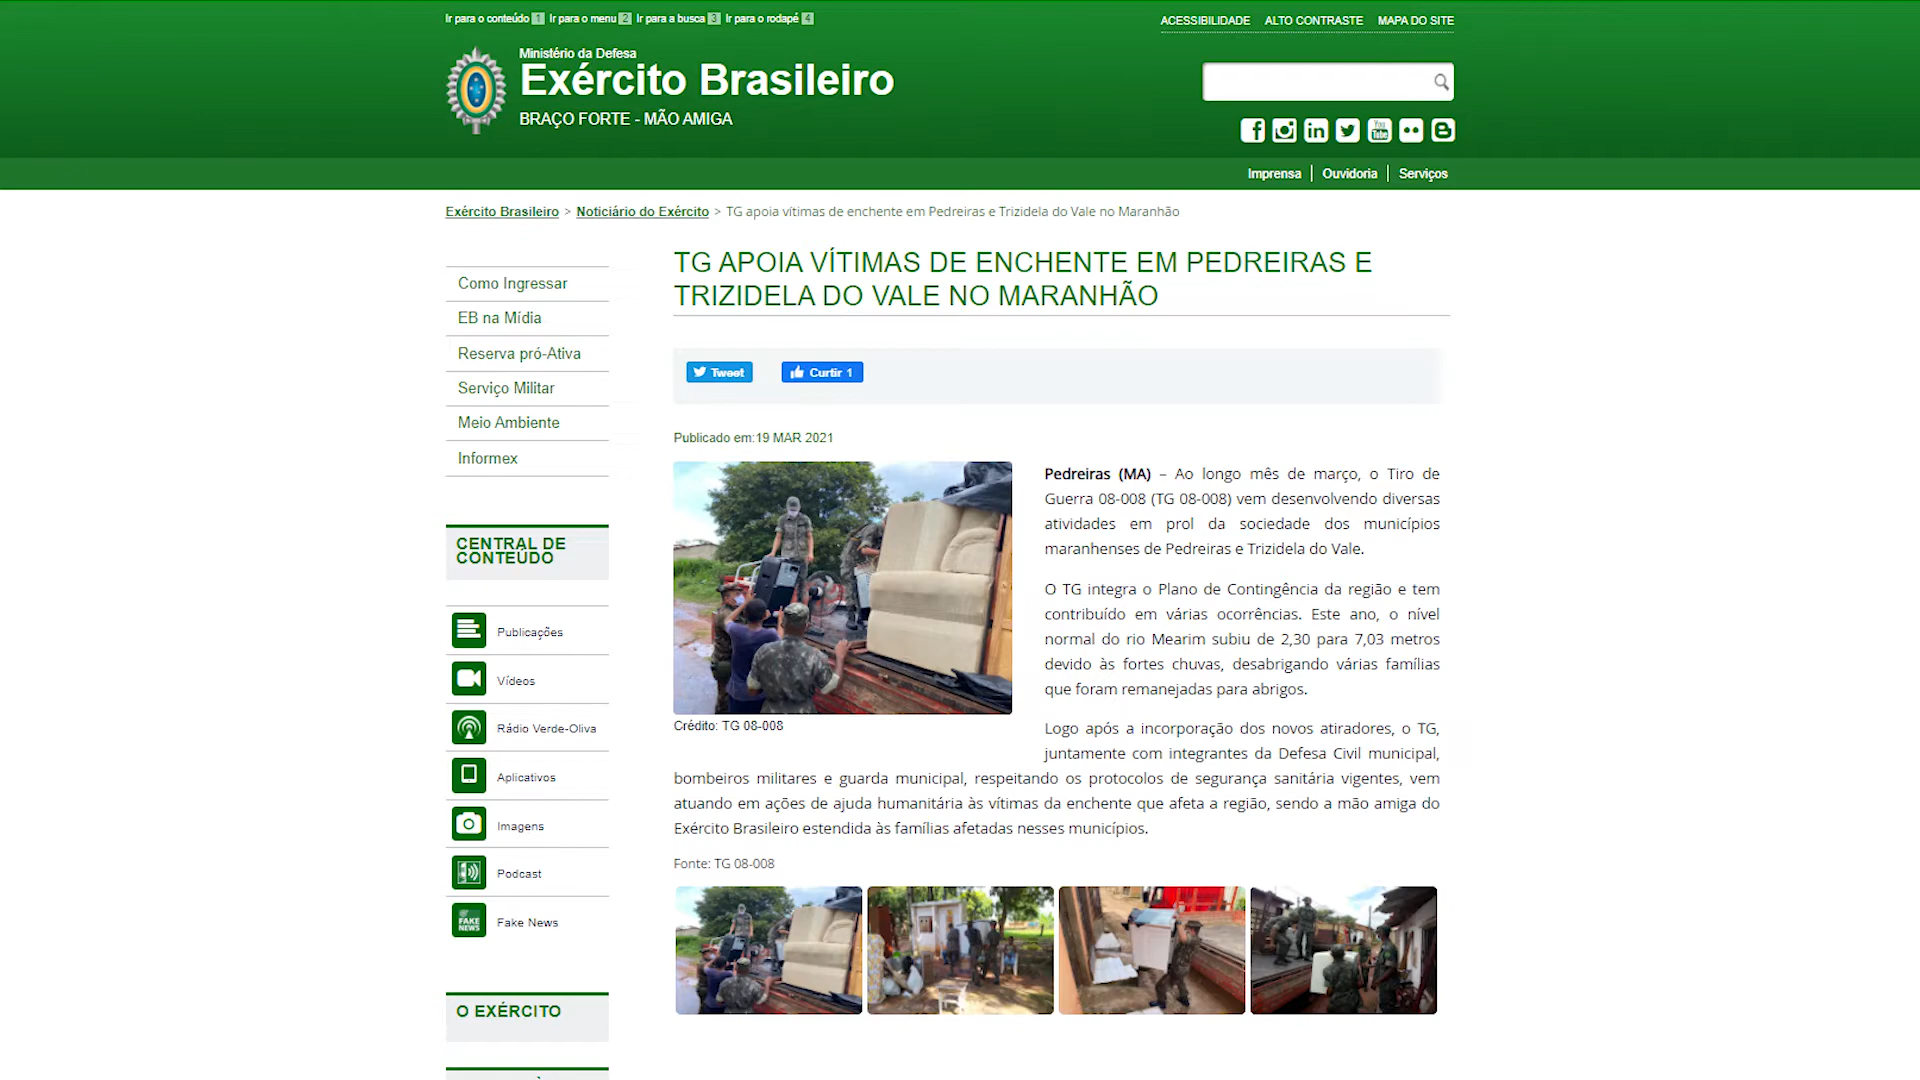 Ir para o conteúdo 1 Ir para o menu 2 Ir para a busca 3 Ir para o rodapé 4
ACESSIBILIDADE ALTO CONTRASTE MAPA DO SITE
Ministério da Defesa
Exército Brasileiro
BRAÇO FORTE - MÃO AMIGA
Imprensa Ouvidoria Serviços
Exército Brasileiro > Noticiário do Exército > TG apoia vítimas de enchente em Pedreiras e Trizidela do Vale no Maranhão
Como Ingressar
EB na Mídia
Reserva pró-Ativa
Serviço Militar
Meio Ambiente
Informex
CENTRAL DE
CONTEÚDO
Publicações
Vídeos
Rádio Verde-Oliva
Aplicativos
Imagens
Podcast
FAKE
NEWS
Fake News
O EXÉRCITO
TG APOIA VÍTIMAS DE ENCHENTE EM PEDREIRAS E
TRIZIDELA DO VALE NO MARANHÃO
Tweet Curtir 1
Publicado em:19 MAR 2021
Crédito: TG 08-008
Pedreiras (MA) – Ao longo mês de março, o Tiro de
Guerra 08-008 (TG 08-008) vem desenvolvendo diversas
atividades em prol da sociedade dos municípios
maranhenses de Pedreiras e Trizidela do Vale.
O TG integra o Plano de Contingência da região e tem
contribuído em várias ocorrências. Este ano, o nível
normal do rio Mearim subiu de 2,30 para 7,03 metros
devido às fortes chuvas, desabrigando várias famílias
que foram remanejadas para abrigos.
Logo após a incorporação dos novos atiradores, o TG,
juntamente com integrantes da Defesa Civil municipal,
bombeiros militares e guarda municipal, respeitando os protocolos de segurança sanitária vigentes, vem
atuando em ações de ajuda humanitária às vítimas da enchente que afeta a região, sendo a mão amiga do
Exército Brasileiro estendida às famílias afetadas nesses municípios.
Fonte: TG 08-008